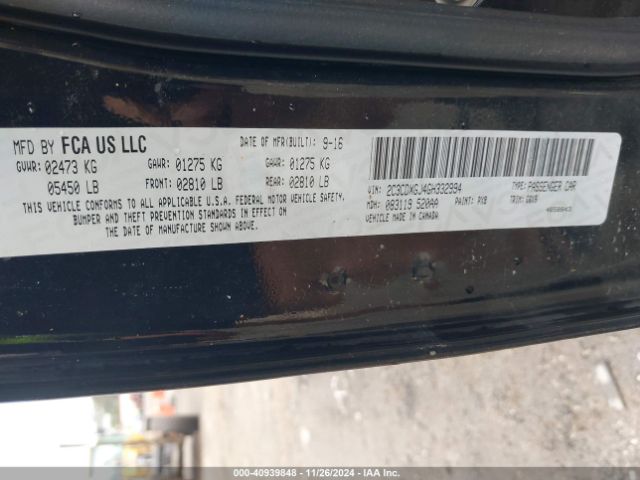 MFD BY FCA US LLC
DATE OF MFR(BUILT): 9-16
GVWR: 02473 KG GAWR: 01275 KG GAWR: 01275 KG
05450 LB FRONT: 02810 LB REAR: 02810 LB
THIS VEHICLE CONFORMS TO ALL APPLICABLE U.S.A. FEDERAL MOTOR VEHICLE SAFETY,
BUMPER AND THEFT PREVENTION STANDARDS IN EFFECT ON
THE DATE OF MANUFACTURE SHOWN ABOVE.
VIN: 2C3CDXGJ4GH332994 TYPE: PASSENGER CAR
MDH: 083119 520AA PAINT: PX8 TRIM:
VEHICLE MADE IN CANADA
000-40939848 - 11/26/2024 - IAA Inc.